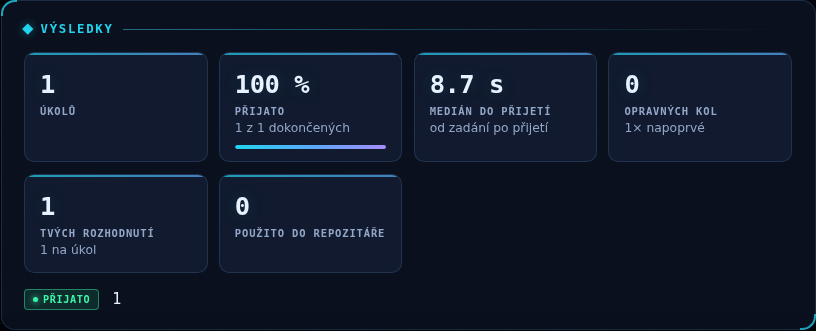 VÝSLEDKY
1
ÚKOLŮ
100 %
PŘIJATO
1 z 1 dokončených
8.7 s
MEDIÁN DO PŘIJETÍ
od zadání po přijetí
0
OPRAVNÝCH KOL
1× napoprvé
1
TVÝCH ROZHODNUTÍ
1 na úkol
0
POUŽITO DO REPOZITÁŘE
PŘIJATO 1